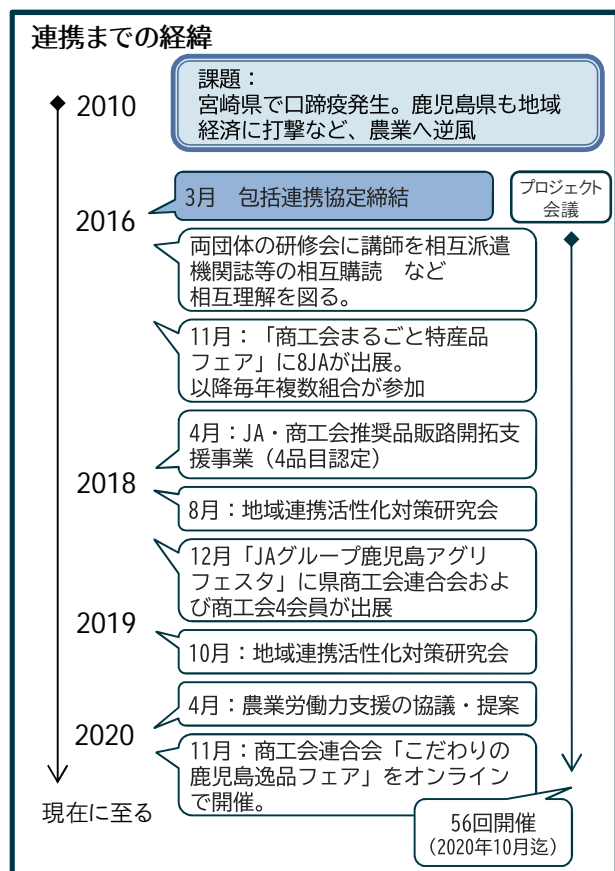 連携までの経緯
2010
課題：
宮崎県で口蹄疫発生。鹿児島県も地域
経済に打撃など、農業へ逆風
3月　包括連携協定締結
プロジェクト
会議
2016
両団体の研修会に講師を相互派遣
機関誌等の相互購読　など
相互理解を図る。
11月：「商工会まるごと特産品
フェア」に8JAが出展。
以降毎年複数組合が参加
4月：JA・商工会推奨品販路開拓支
援事業（4品目認定）
2018
8月：地域連携活性化対策研究会
12月「JAグループ鹿児島アグリ
フェスタ」に県商工会連合会およ
び商工会4会員が出展
2019
10月：地域連携活性化対策研究会
4月：農業労働力支援の協議・提案
2020
11月：商工会連合会「こだわりの
鹿児島逸品フェア」をオンライン
で開催。
現在に至る
56回開催
（2020年10月迄）